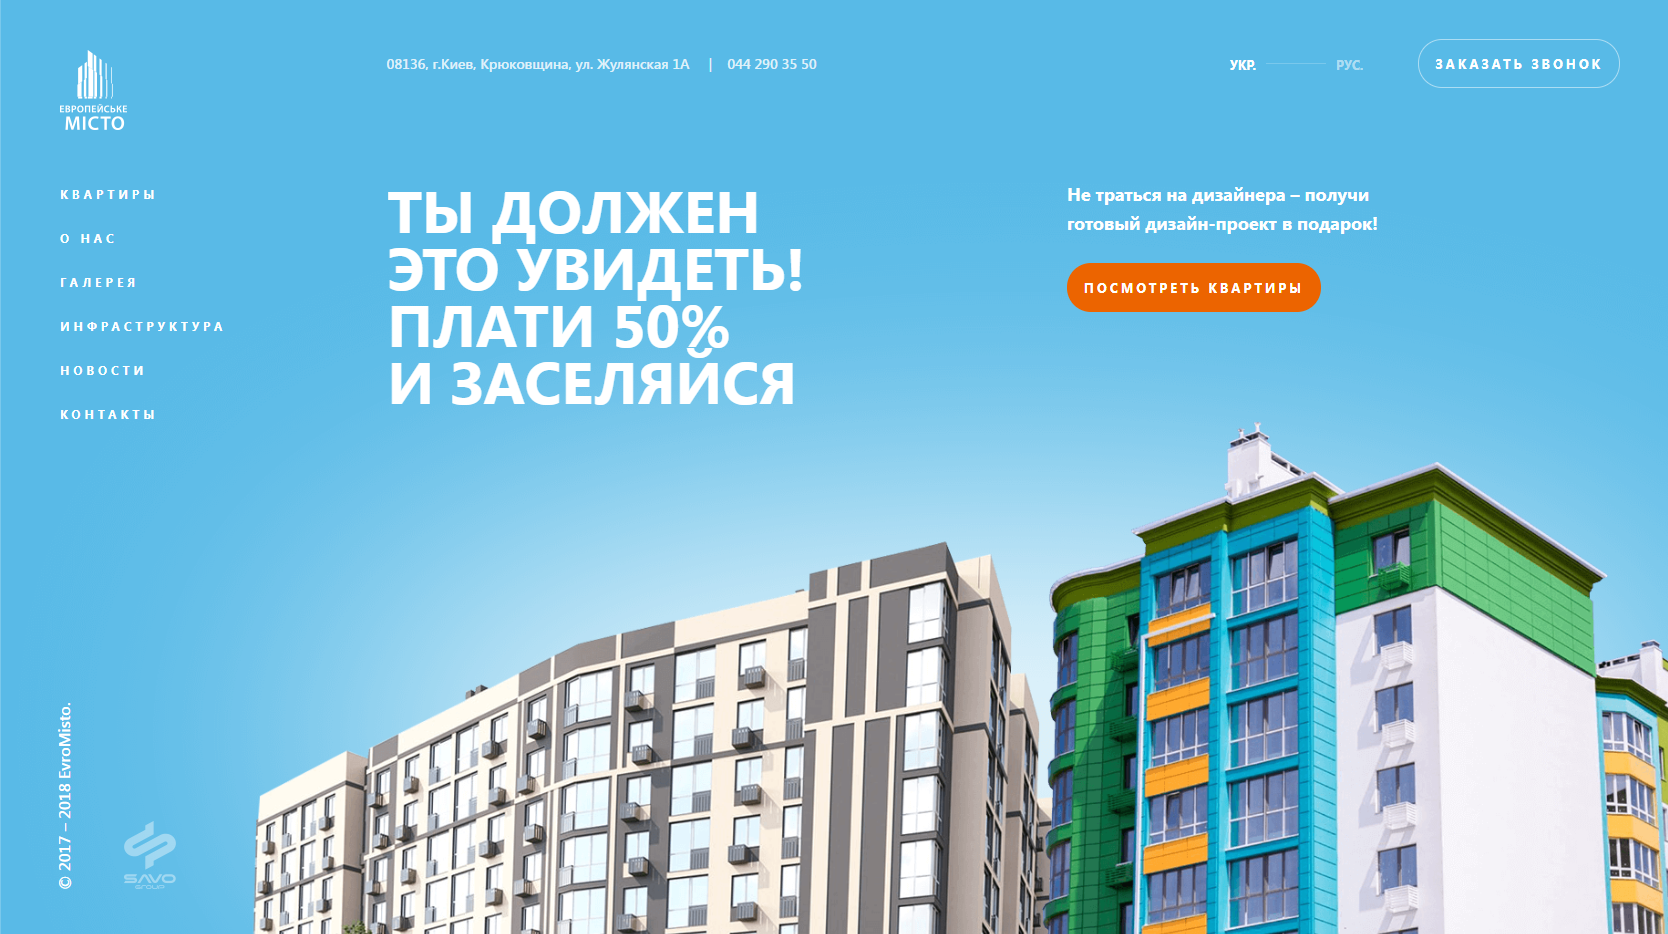 08136, г.Киев, Крюковщина, ул. Жулянская 1А | 044 290 35 50
УКР. РУС.
ЗАКАЗАТЬ ЗВОНОК
ЕВРОПЕЙСЬКЕ
МІСТО
КВАРТИРЫ
О НАС
ГАЛЕРЕЯ
ИНФРАСТРУКТУРА
НОВОСТИ
КОНТАКТЫ
ТЫ ДОЛЖЕН
ЭТО УВИДЕТЬ!
ПЛАТИ 50%
И ЗАСЕЛЯЙСЯ
Не траться на дизайнера – получи
готовый дизайн-проект в подарок!
ПОСМОТРЕТЬ КВАРТИРЫ
© 2017 – 2018 EvroMisto.
SAVO
GROUP